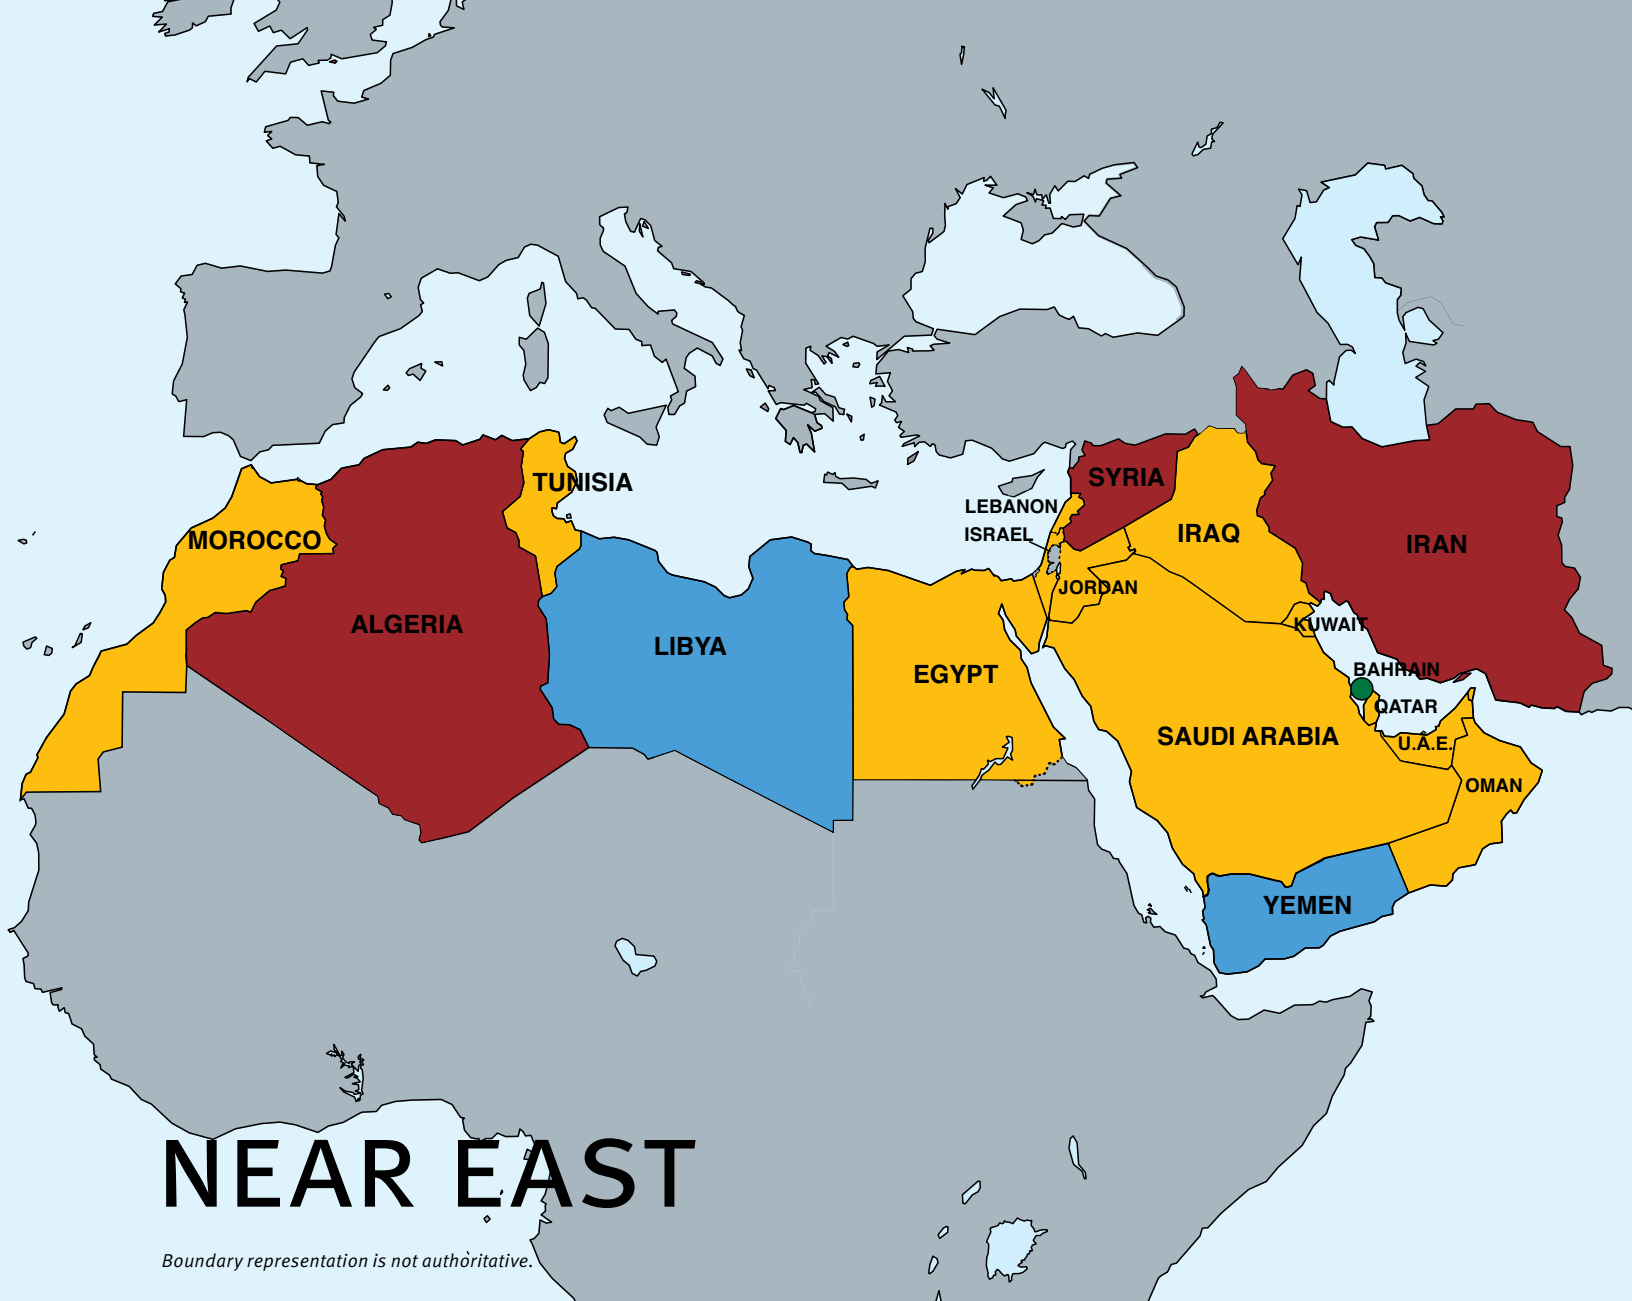 TUNISIA
SYRIA
LEBANON
ISRAEL
MOROCCO
IRAQ
IRAN
JORDAN
ALGERIA
KUWAIT
LIBYA
EGYPT
BAHRAIN
QATAR
SAUDI ARABIA
U.A.E.
OMAN
YEMEN
NEAR EAST
Boundary representation is not authoritative.